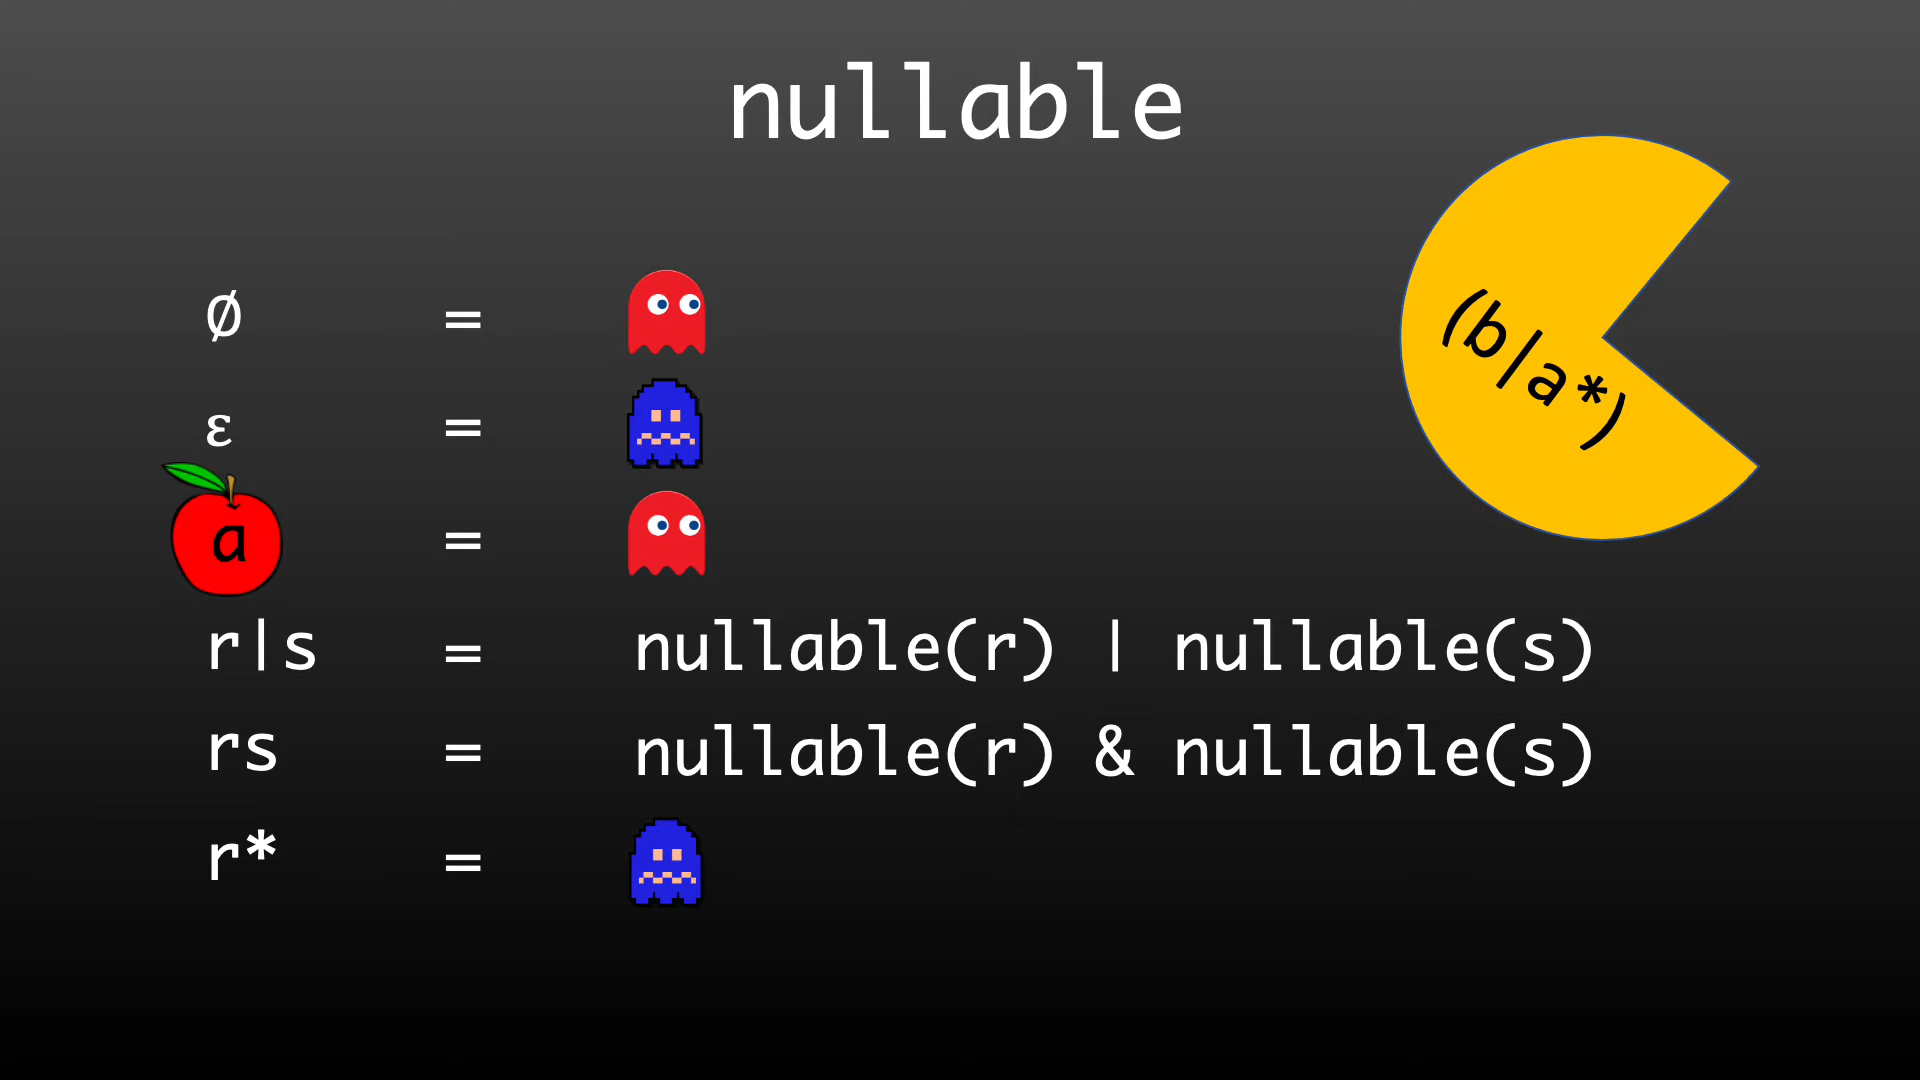 nullable
(b|a*)
Ø =
ε =
a =
r|s = nullable(r) | nullable(s)
rs = nullable(r) & nullable(s)
r* =